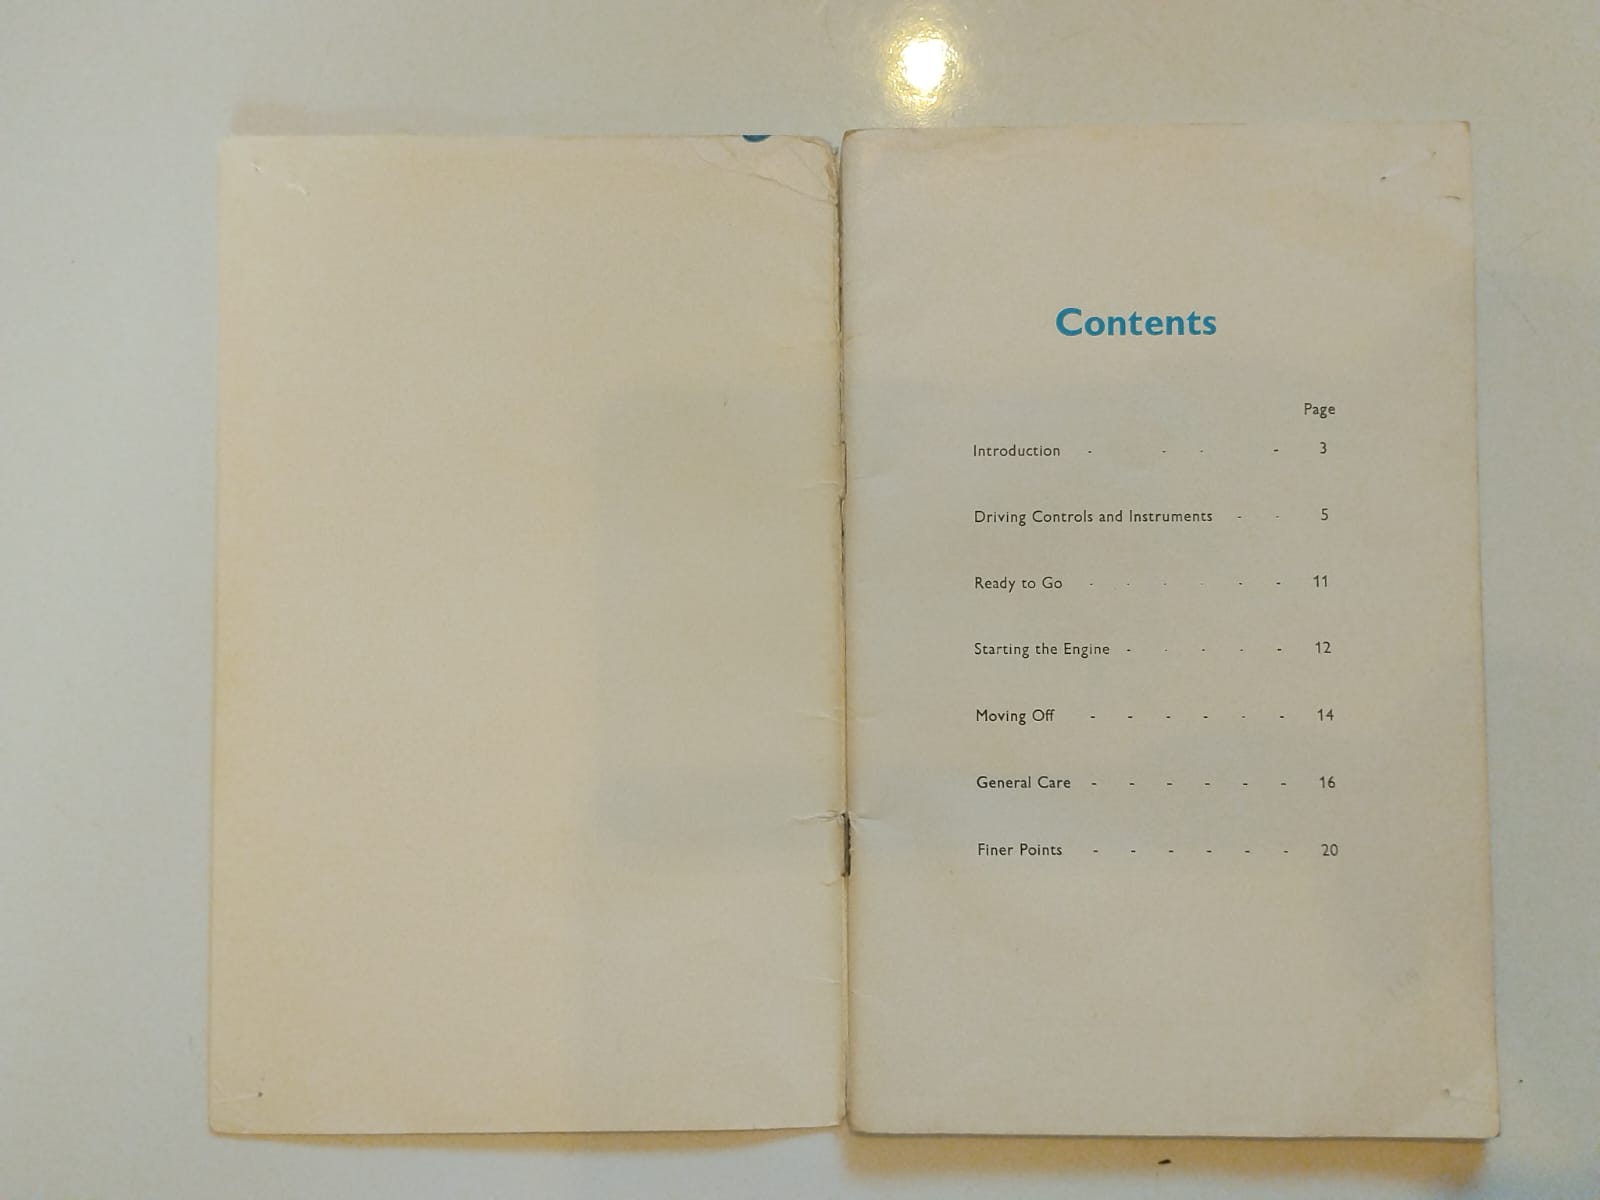 Contents
Page
Introduction - - - - 3
Driving Controls and Instruments - - 5
Ready to Go - - - - - - 11
Starting the Engine - - - - - 12
Moving Off - - - - - - 14
General Care - - - - - - 16
Finer Points - - - - - - 20